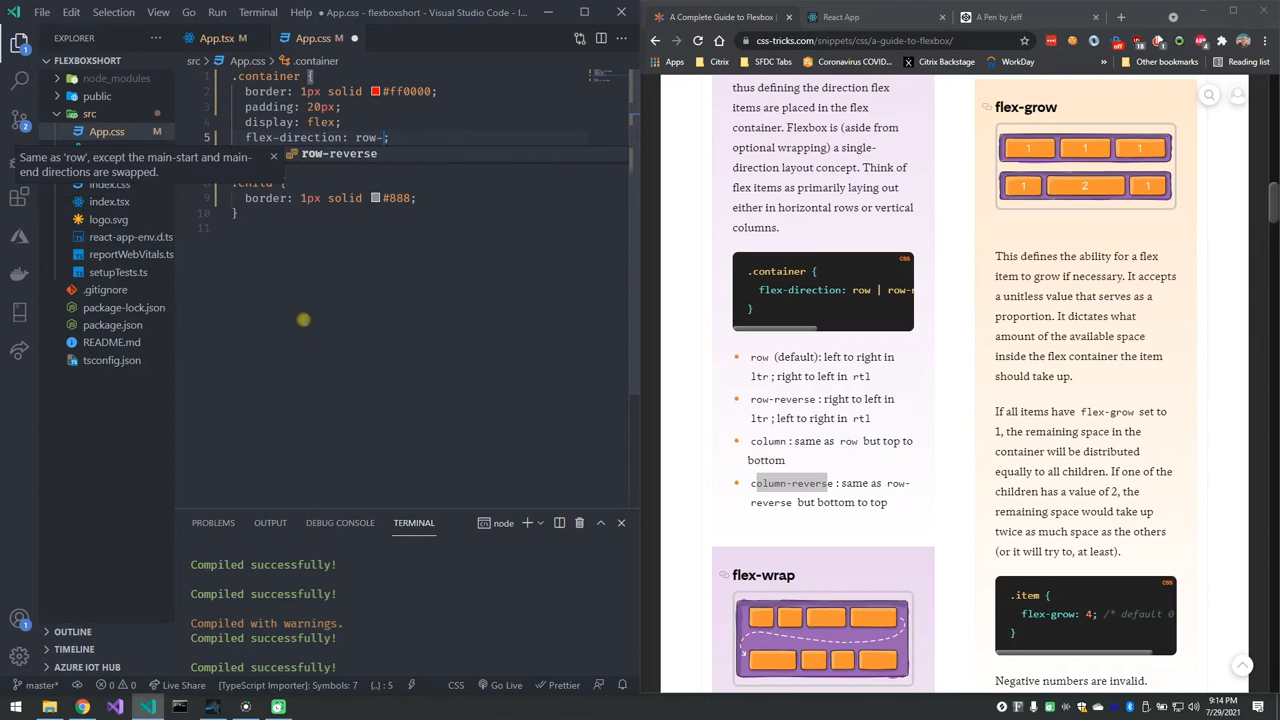 File
Edit
Selection
View
Go
Run
Terminal
Help
App.css - flexboxshort - Visual Studio Code - I...
EXPLORER
App.tsx
M
App.css
FLEXBOXSHORT
src > App.css > .container
node_modules
public
src
App.css
M
index.css
index.tsx
logo.svg
react-app-env.d.ts
reportWebVitals.ts
setupTests.ts
.gitignore
package-lock.json
package.json
README.md
tsconfig.json
2
1
OUTLINE
TIMELINE
AZURE IOT HUB
1 .container {
2 border: 1px solid #ff0000;
3 padding: 20px;
4 display: flex;
5 flex-direction: row-;
Same as 'row', except the main-start and main-
end directions are swapped.
row-reverse
.child {
9 border: 1px solid #888;
10 }
11
PROBLEMS
OUTPUT
DEBUG CONSOLE
TERMINAL
node
Compiled successfully!
Compiled successfully!
Compiled with warnings.
Compiled successfully!
Compiled successfully!
master*
0
0
Live Share
[TypeScript Importer]: Symbols: 7
{..} : 5
CSS
Go Live
Prettier
A Complete Guide to Flexbox |
React App
A Pen by Jeff
css-tricks.com/snippets/css/a-guide-to-flexbox/
Apps
Citrix
SFDC Tabs
Coronavirus COVID...
Citrix Backstage
WorkDay
Other bookmarks
Reading list
thus defining the direction flex
items are placed in the flex
container. Flexbox is (aside from
optional wrapping) a single-
direction layout concept. Think of
flex items as primarily laying out
either in horizontal rows or vertical
columns.
CSS
.container {
flex-direction: row | row-r
}
row (default): left to right in
ltr ; right to left in rtl
row-reverse : right to left in
ltr ; left to right in rtl
column : same as row but top to
bottom
column-reverse : same as row-
reverse but bottom to top
flex-wrap
flex-grow
1 1 1
1 2 1
This defines the ability for a flex
item to grow if necessary. It accepts
a unitless value that serves as a
proportion. It dictates what
amount of the available space
inside the flex container the item
should take up.
If all items have flex-grow set to
1, the remaining space in the
container will be distributed
equally to all children. If one of the
children has a value of 2, the
remaining space would take up
twice as much space as the others
(or it will try to, at least).
CSS
.item {
flex-grow: 4; /* default 0
}
Negative numbers are invalid.
9:14 PM
7/29/2021